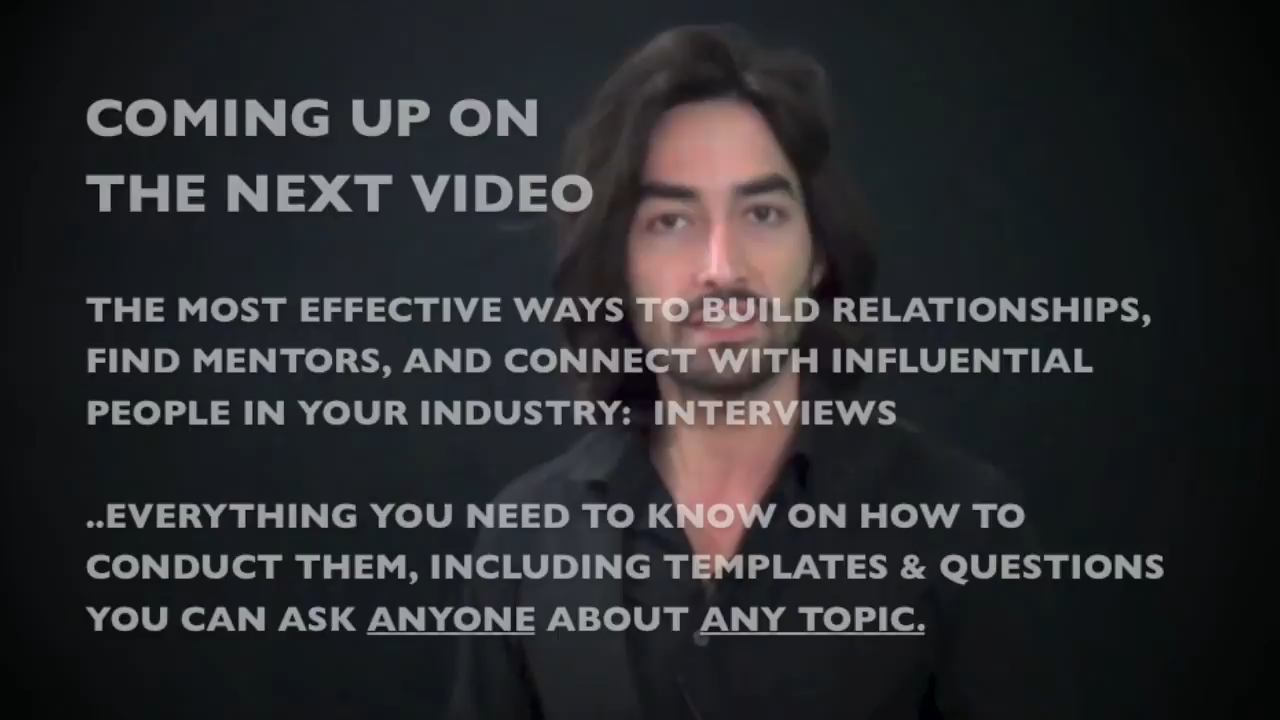 COMING UP ON
THE NEXT VIDEO
THE MOST EFFECTIVE WAYS TO BUILD RELATIONSHIPS,
FIND MENTORS, AND CONNECT WITH INFLUENTIAL
PEOPLE IN YOUR INDUSTRY: INTERVIEWS
..EVERYTHING YOU NEED TO KNOW ON HOW TO
CONDUCT THEM, INCLUDING TEMPLATES & QUESTIONS
YOU CAN ASK ANYONE ABOUT ANY TOPIC.